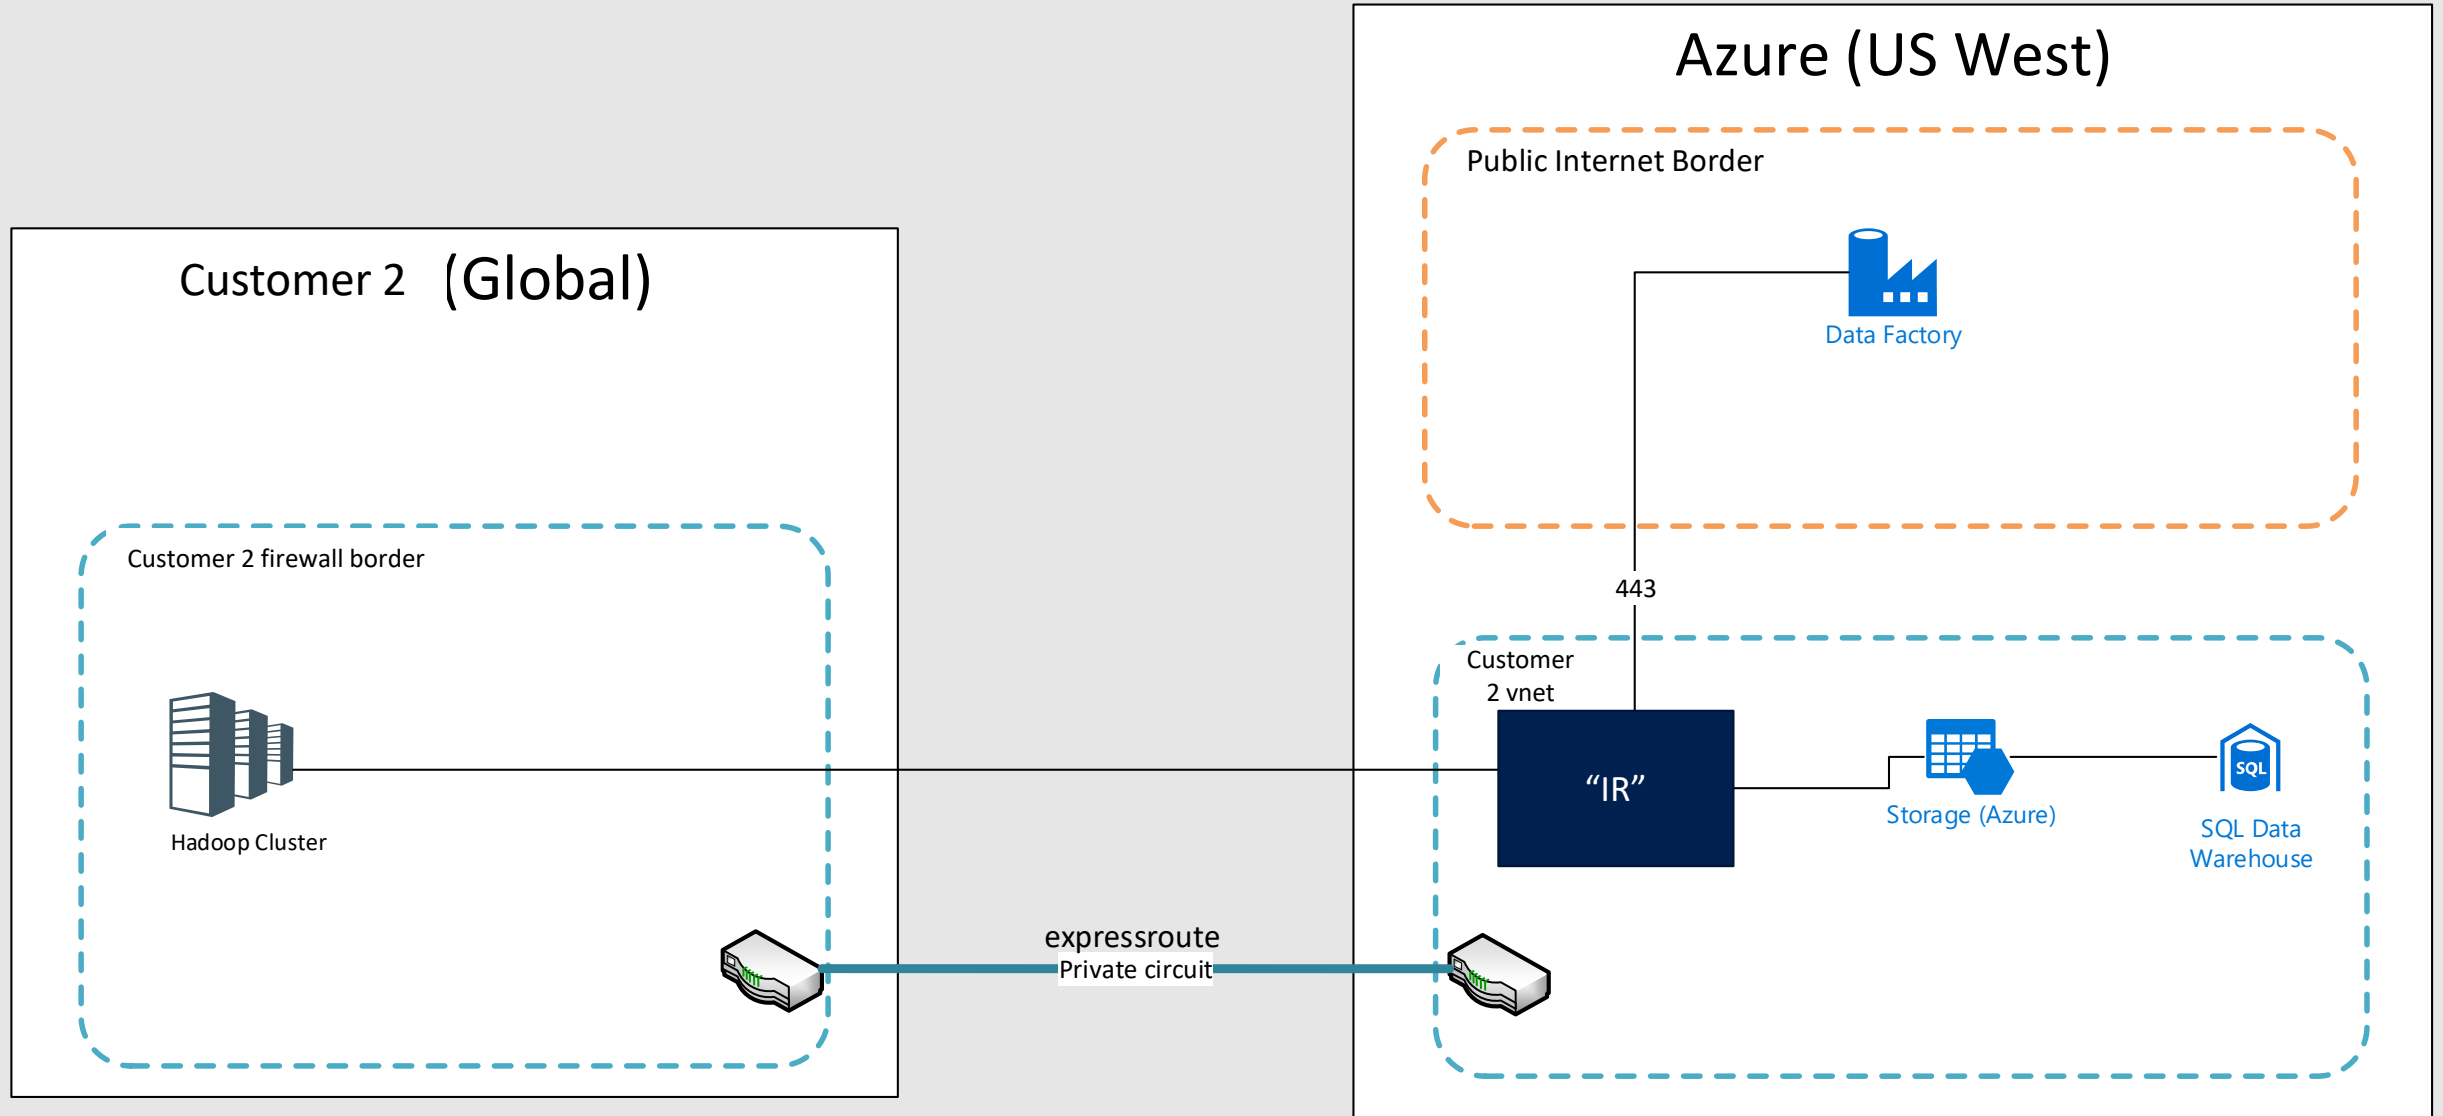 Azure (US West)
Public Internet Border
Data Factory
Customer 2 (Global)
Customer 2 firewall border
443
Customer
2 vnet
"IR"
Storage (Azure)
SQL
SQL Data
Warehouse
Hadoop Cluster
expressroute
Private circuit